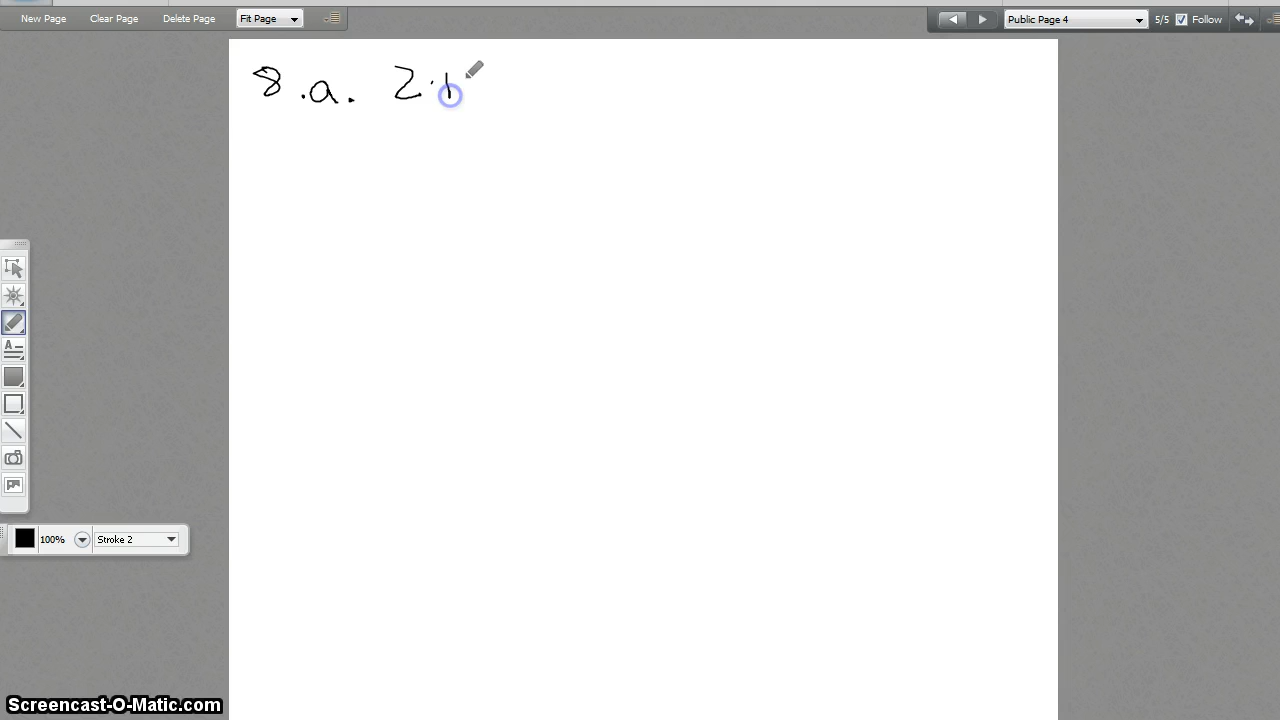 New Page Clear Page Delete Page Fit Page Public Page 4 5/5 Follow
8.a. 2.1
A
100% Stroke 2
Screencast-O-Matic.com